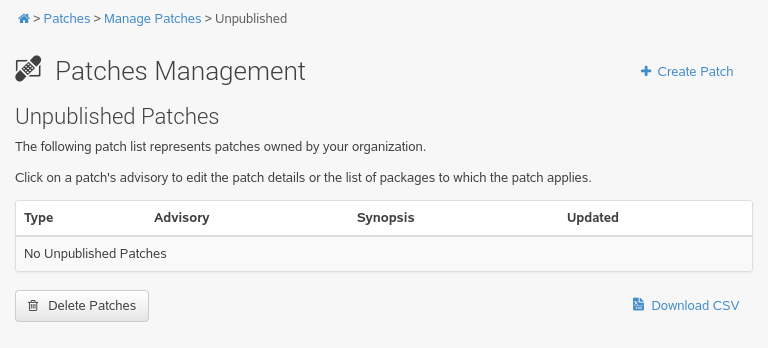 > Patches > Manage Patches > Unpublished
Patches Management
Create Patch
Unpublished Patches
The following patch list represents patches owned by your organization.
Click on a patch's advisory to edit the patch details or the list of packages to which the patch applies.
Type Advisory Synopsis Updated
No Unpublished Patches
Delete Patches
Download CSV